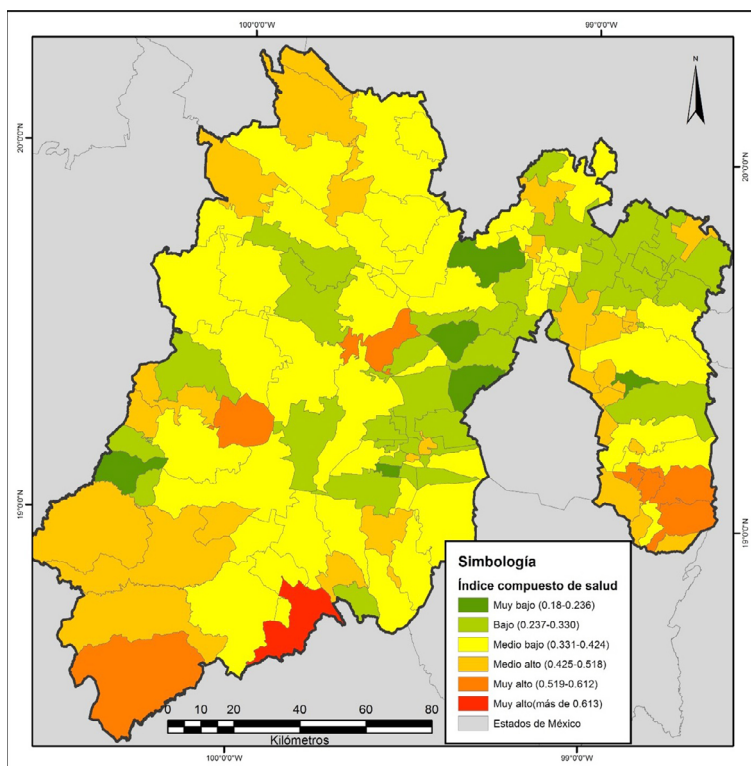 100°0'0"W
99°0'0"W
N
20°0'0"N
20°0'0"N
19°0'0"N
19°0'0"N
Simbología
Índice compuesto de salud
Muy bajo (0.18-0.236)
Bajo (0.237-0.330)
Medio bajo (0.331-0.424)
Medio alto (0.425-0.518)
Muy alto (0.519-0.612)
Muy alto(más de 0.613)
Estados de México
0 5 10 20 30 40 60 80
Kilómetros
100°0'0"W
99°0'0"W